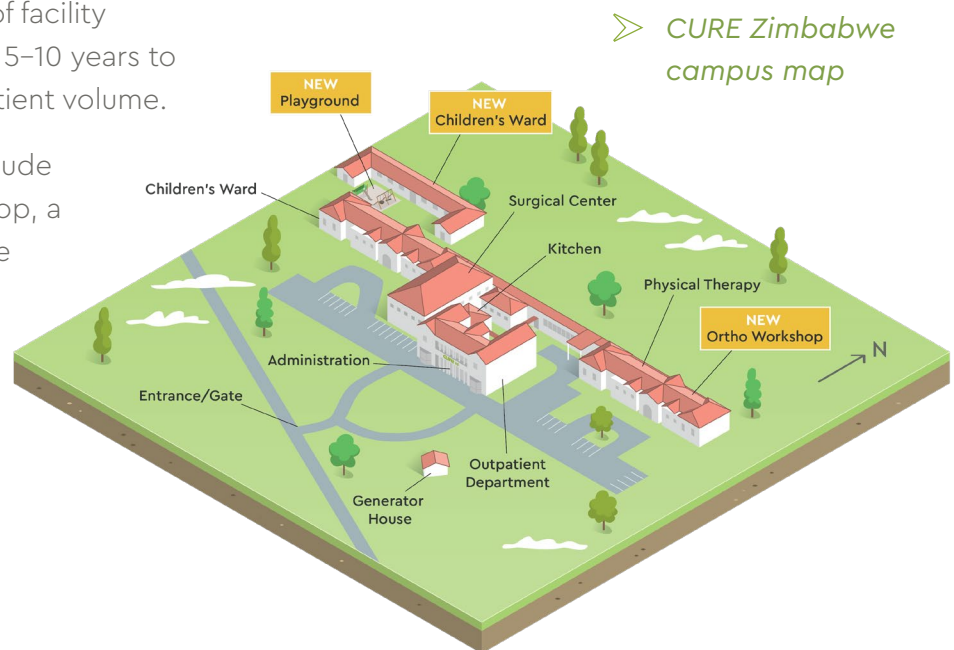 of facility
5–10 years to
tient volume.
ude
op, a
e
CURE Zimbabwe
campus map
NEW
Playground
NEW
Children's Ward
Children's Ward
Surgical Center
Kitchen
Physical Therapy
NEW
Ortho Workshop
N
Administration
Entrance/Gate
Outpatient
Department
Generator
House